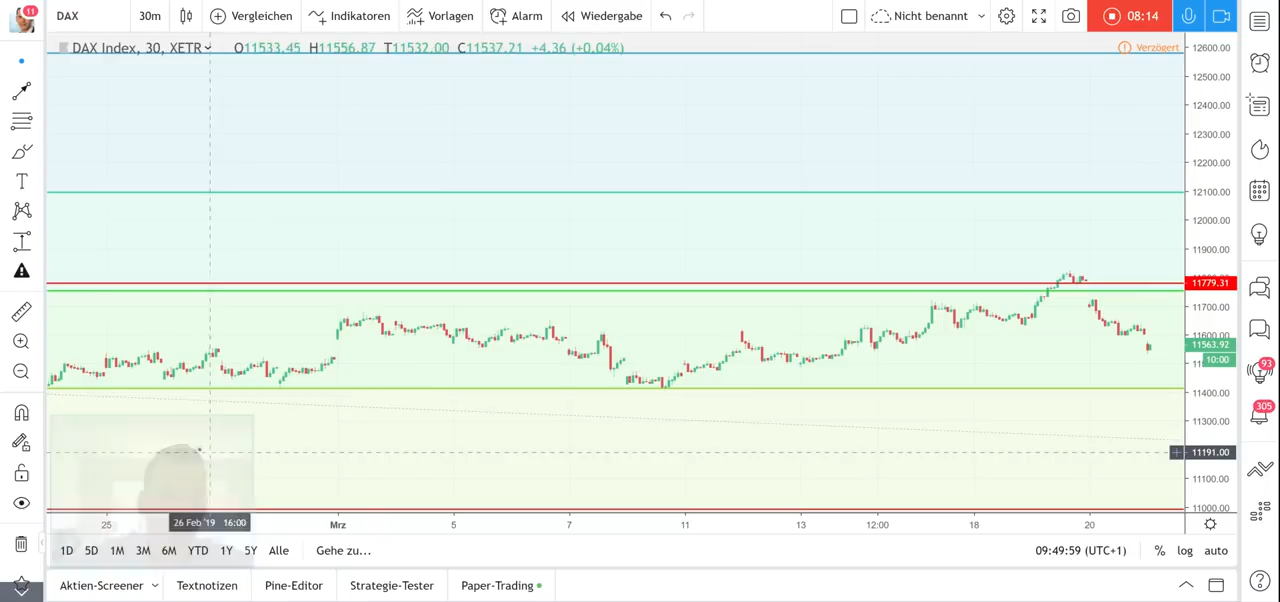 11
DAX
30m
Vergleichen
Indikatoren
Vorlagen
Alarm
Wiedergabe
Nicht benannt
08:14
DAX Index, 30, XETR
O11533.45 H11556.87 T11532.00 C11537.21 +4.36 (+0.04%)
Verzögert
12600.00
12500.00
12400.00
12300.00
12200.00
12100.00
12000.00
11900.00
11779.31
11700.00
11600.00
11563.92
10:00
11400.00
11300.00
11191.00
11100.00
11000.00
93
305
25
26 Feb '19 16:00
Mrz
5
7
11
13
12:00
18
20
1D 5D 1M 3M 6M YTD 1Y 5Y Alle
Gehe zu...
09:49:59 (UTC+1)
% log auto
Aktien-Screener
Textnotizen
Pine-Editor
Strategie-Tester
Paper-Trading